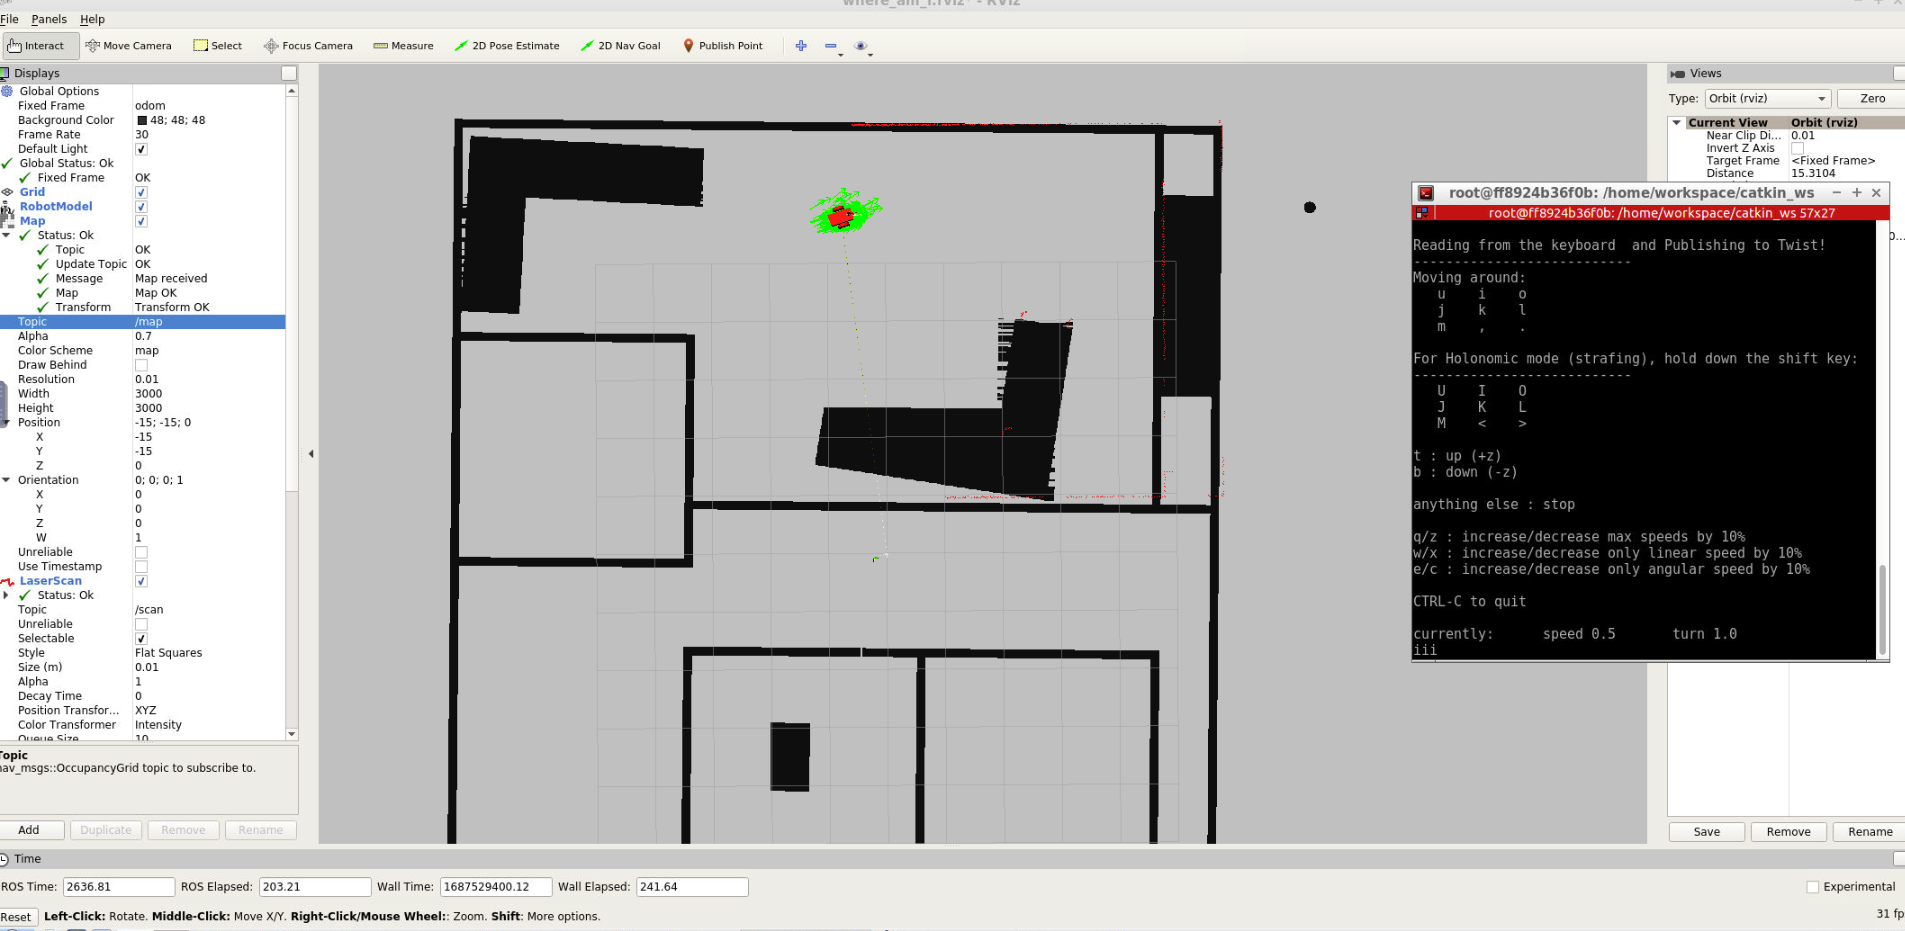 where_am_i.rviz* - RViz
File Panels Help
Interact Move Camera Select Focus Camera Measure 2D Pose Estimate 2D Nav Goal Publish Point
Displays
Global Options
Fixed Frame odom
Background Color 48; 48; 48
Frame Rate 30
Default Light
Global Status: Ok
Fixed Frame OK
Grid
RobotModel
Map
Status: Ok
Topic OK
Update Topic OK
Message Map received
Map Map OK
Transform Transform OK
Topic /map
Alpha 0.7
Color Scheme map
Draw Behind
Resolution 0.01
Width 3000
Height 3000
Position -15; -15; 0
X -15
Y -15
Z 0
Orientation 0; 0; 0; 1
X 0
Y 0
Z 0
W 1
Unreliable
Use Timestamp
LaserScan
Status: Ok
Topic /scan
Unreliable
Selectable
Style Flat Squares
Size (m) 0.01
Alpha 1
Decay Time 0
Position Transfor... XYZ
Color Transformer Intensity
Queue Size 10
Topic
nav_msgs::OccupancyGrid topic to subscribe to.
Add Duplicate Remove Rename
Views
Type: Orbit (rviz) Zero
Current View Orbit (rviz)
Near Clip Di... 0.01
Invert Z Axis
Target Frame <Fixed Frame>
Distance 15.3104
0...
root@ff8924b36f0b: /home/workspace/catkin_ws
root@ff8924b36f0b: /home/workspace/catkin_ws 57x27
Reading from the keyboard  and Publishing to Twist!
---------------------------
Moving around:
u i o
j k l
m , .
For Holonomic mode (strafing), hold down the shift key:
---------------------------
U I O
J K L
M < >
t : up (+z)
b : down (-z)
anything else : stop
q/z : increase/decrease max speeds by 10%
w/x : increase/decrease only linear speed by 10%
e/c : increase/decrease only angular speed by 10%
CTRL-C to quit
currently: speed 0.5 turn 1.0
iii
Save Remove Rename
Time
ROS Time: 2636.81 ROS Elapsed: 203.21 Wall Time: 1687529400.12 Wall Elapsed: 241.64
Experimental
Reset Left-Click: Rotate. Middle-Click: Move X/Y. Right-Click/Mouse Wheel:: Zoom. Shift: More options.
31 fp